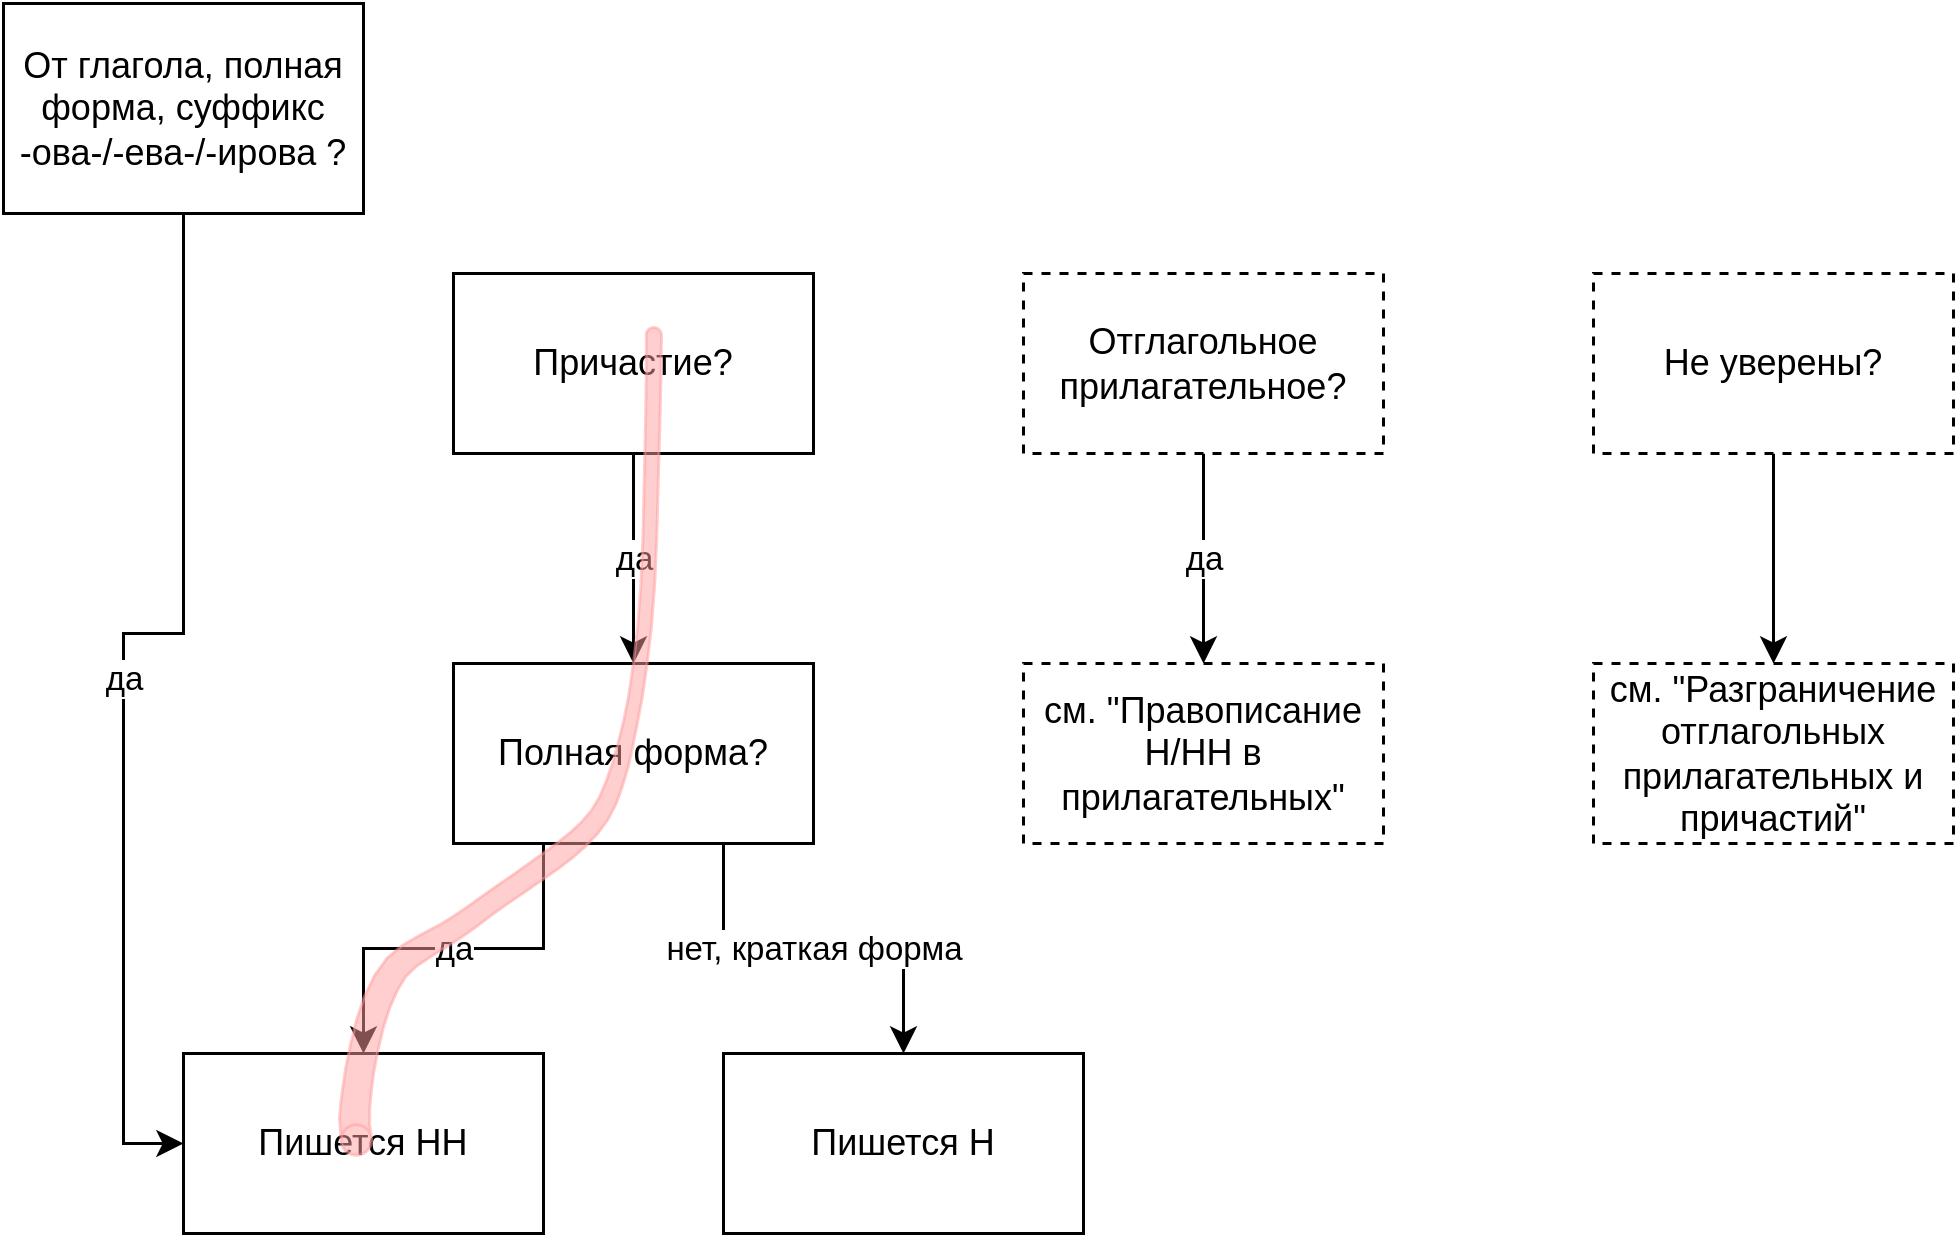 От глагола, полная
форма, суффикс
-ова-/-ева-/-ирова ?
Причастие?
Отглагольное
прилагательное?
Не уверены?
да
да
да
Полная форма?
см. "Правописание
Н/НН в
прилагательных"
см. "Разграничение
отглагольных
прилагательных и
причастий"
да
нет, краткая форма
Пишется НН
Пишется Н